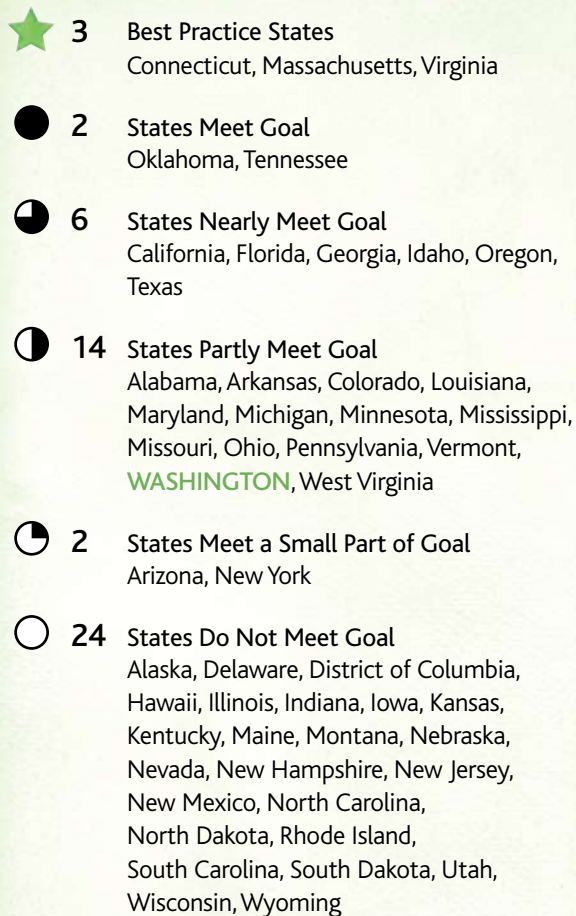 3 Best Practice States
Connecticut, Massachusetts, Virginia
2 States Meet Goal
Oklahoma, Tennessee
6 States Nearly Meet Goal
California, Florida, Georgia, Idaho, Oregon,
Texas
14 States Partly Meet Goal
Alabama, Arkansas, Colorado, Louisiana,
Maryland, Michigan, Minnesota, Mississippi,
Missouri, Ohio, Pennsylvania, Vermont,
WASHINGTON, West Virginia
2 States Meet a Small Part of Goal
Arizona, New York
24 States Do Not Meet Goal
Alaska, Delaware, District of Columbia,
Hawaii, Illinois, Indiana, Iowa, Kansas,
Kentucky, Maine, Montana, Nebraska,
Nevada, New Hampshire, New Jersey,
New Mexico, North Carolina,
North Dakota, Rhode Island,
South Carolina, South Dakota, Utah,
Wisconsin, Wyoming